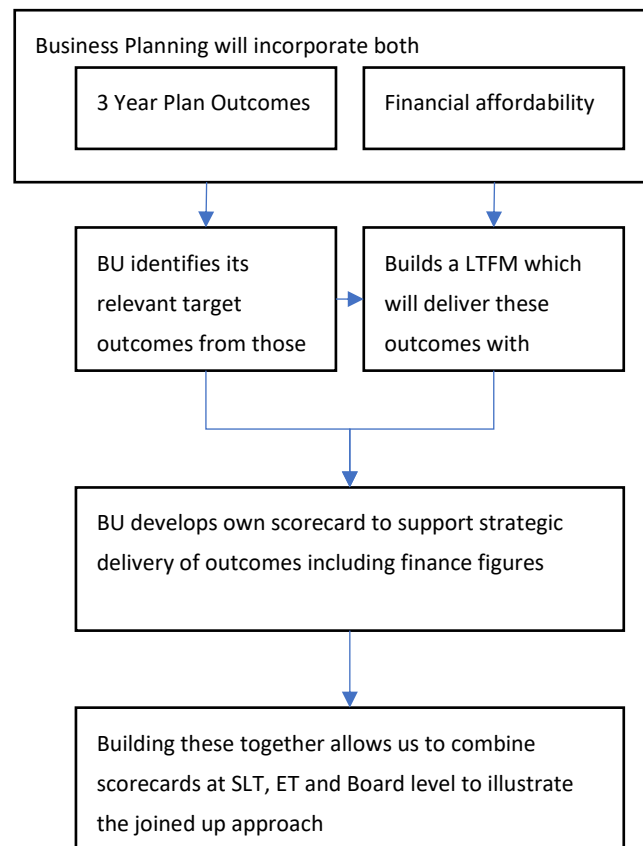 Business Planning will incorporate both
3 Year Plan Outcomes
Financial affordability
BU identifies its
relevant target
outcomes from those
Builds a LTFM which
will deliver these
outcomes with
BU develops own scorecard to support strategic
delivery of outcomes including finance figures
Building these together allows us to combine
scorecards at SLT, ET and Board level to illustrate
the joined up approach